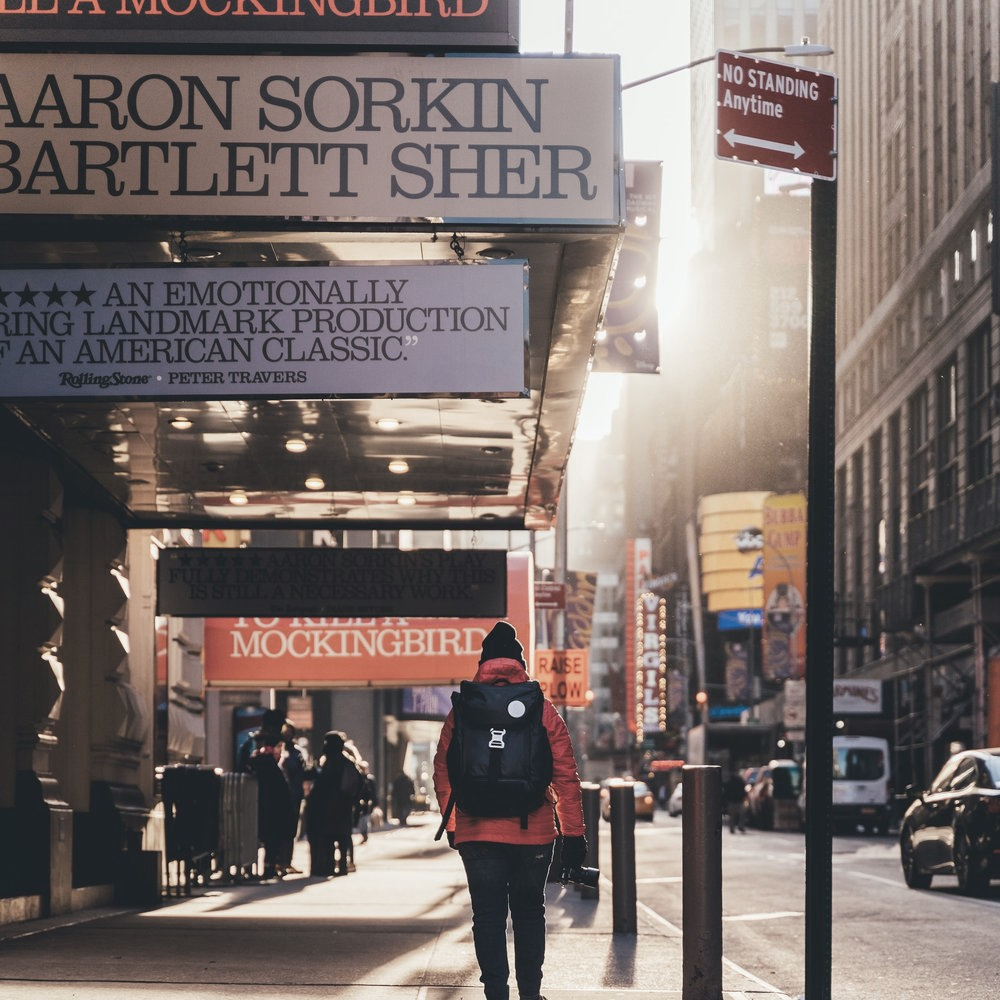 LL A MOCKINGBIRD
AARON SORKIN
BARTLETT SHER
NO STANDING
Anytime
★★★★ AN EMOTIONALLY
RING LANDMARK PRODUCTION
F AN AMERICAN CLASSIC.”
RollingStone • PETER TRAVERS
★★★★★ AARON SORKIN'S PLAY
FULLY DEMONSTRATES WHY THIS
IS STILL A NECESSARY WORK.
TO KILL A
MOCKINGBIRD
RAISE
PLOW
VIRGIL'S
abc
BUBBA
GUMP